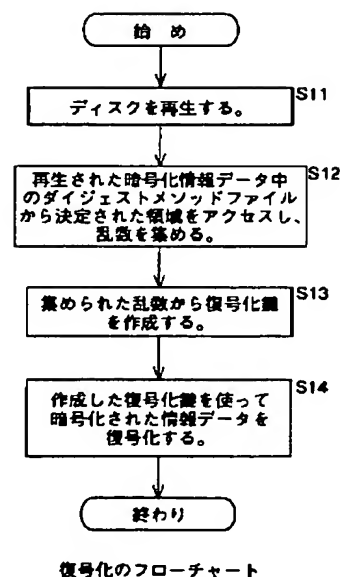 始 め
S11
ディスクを再生する。
S12
再生された暗号化情報データ中
のダイジェストメソッドファイル
から決定された領域をアクセスし、
乱数を集める。
S13
集められた乱数から復号化鍵
を作成する。
S14
作成した復号化鍵を使って
暗号化された情報データを
復号化する。
終わり
復号化のフローチャート